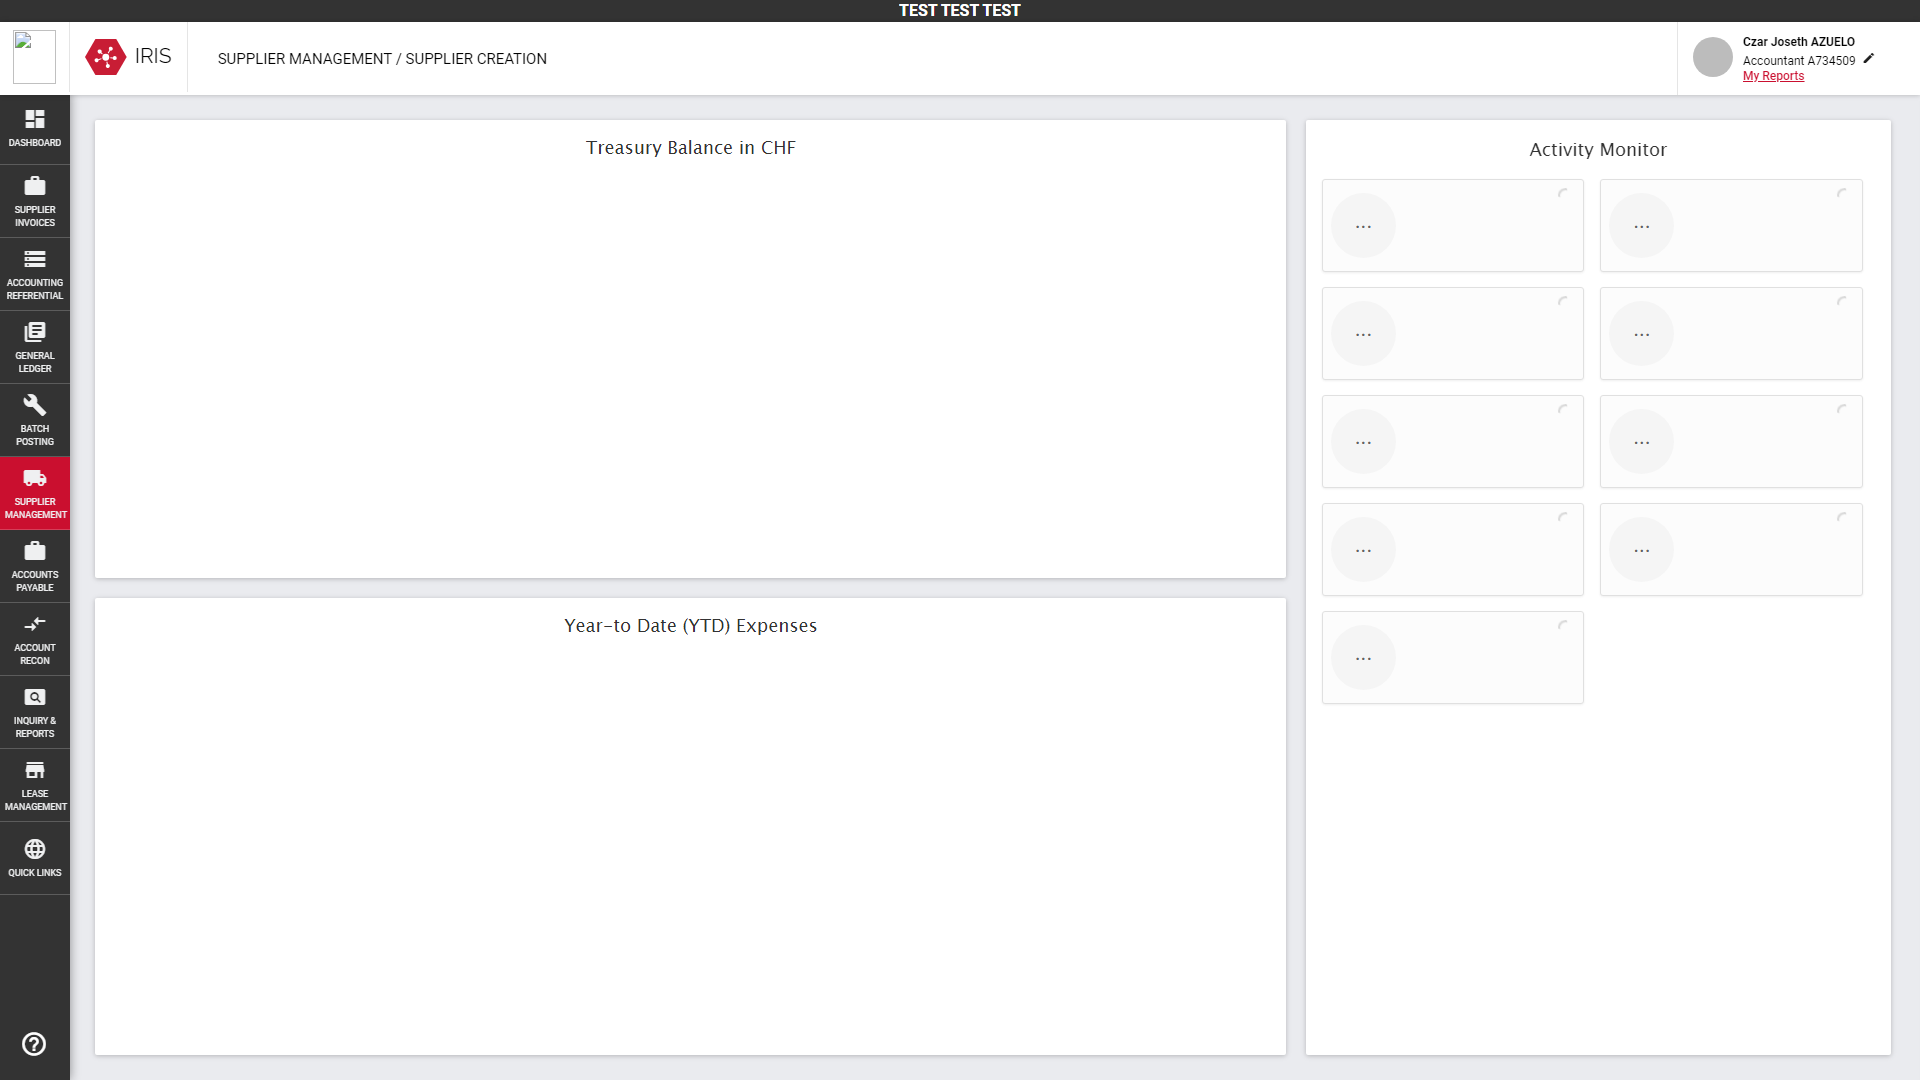 TEST TEST TEST
IRIS
SUPPLIER MANAGEMENT / SUPPLIER CREATION
Czar Joseth AZUELO
Accountant A734509
My Reports
DASHBOARD
SUPPLIER
INVOICES
ACCOUNTING
REFERENTIAL
GENERAL
LEDGER
BATCH
POSTING
SUPPLIER
MANAGEMENT
ACCOUNTS
PAYABLE
ACCOUNT
RECON
INQUIRY &
REPORTS
LEASE
MANAGEMENT
QUICK LINKS
Treasury Balance in CHF
Year-to Date (YTD) Expenses
Activity Monitor
... ...
... ...
... ...
... ...
...